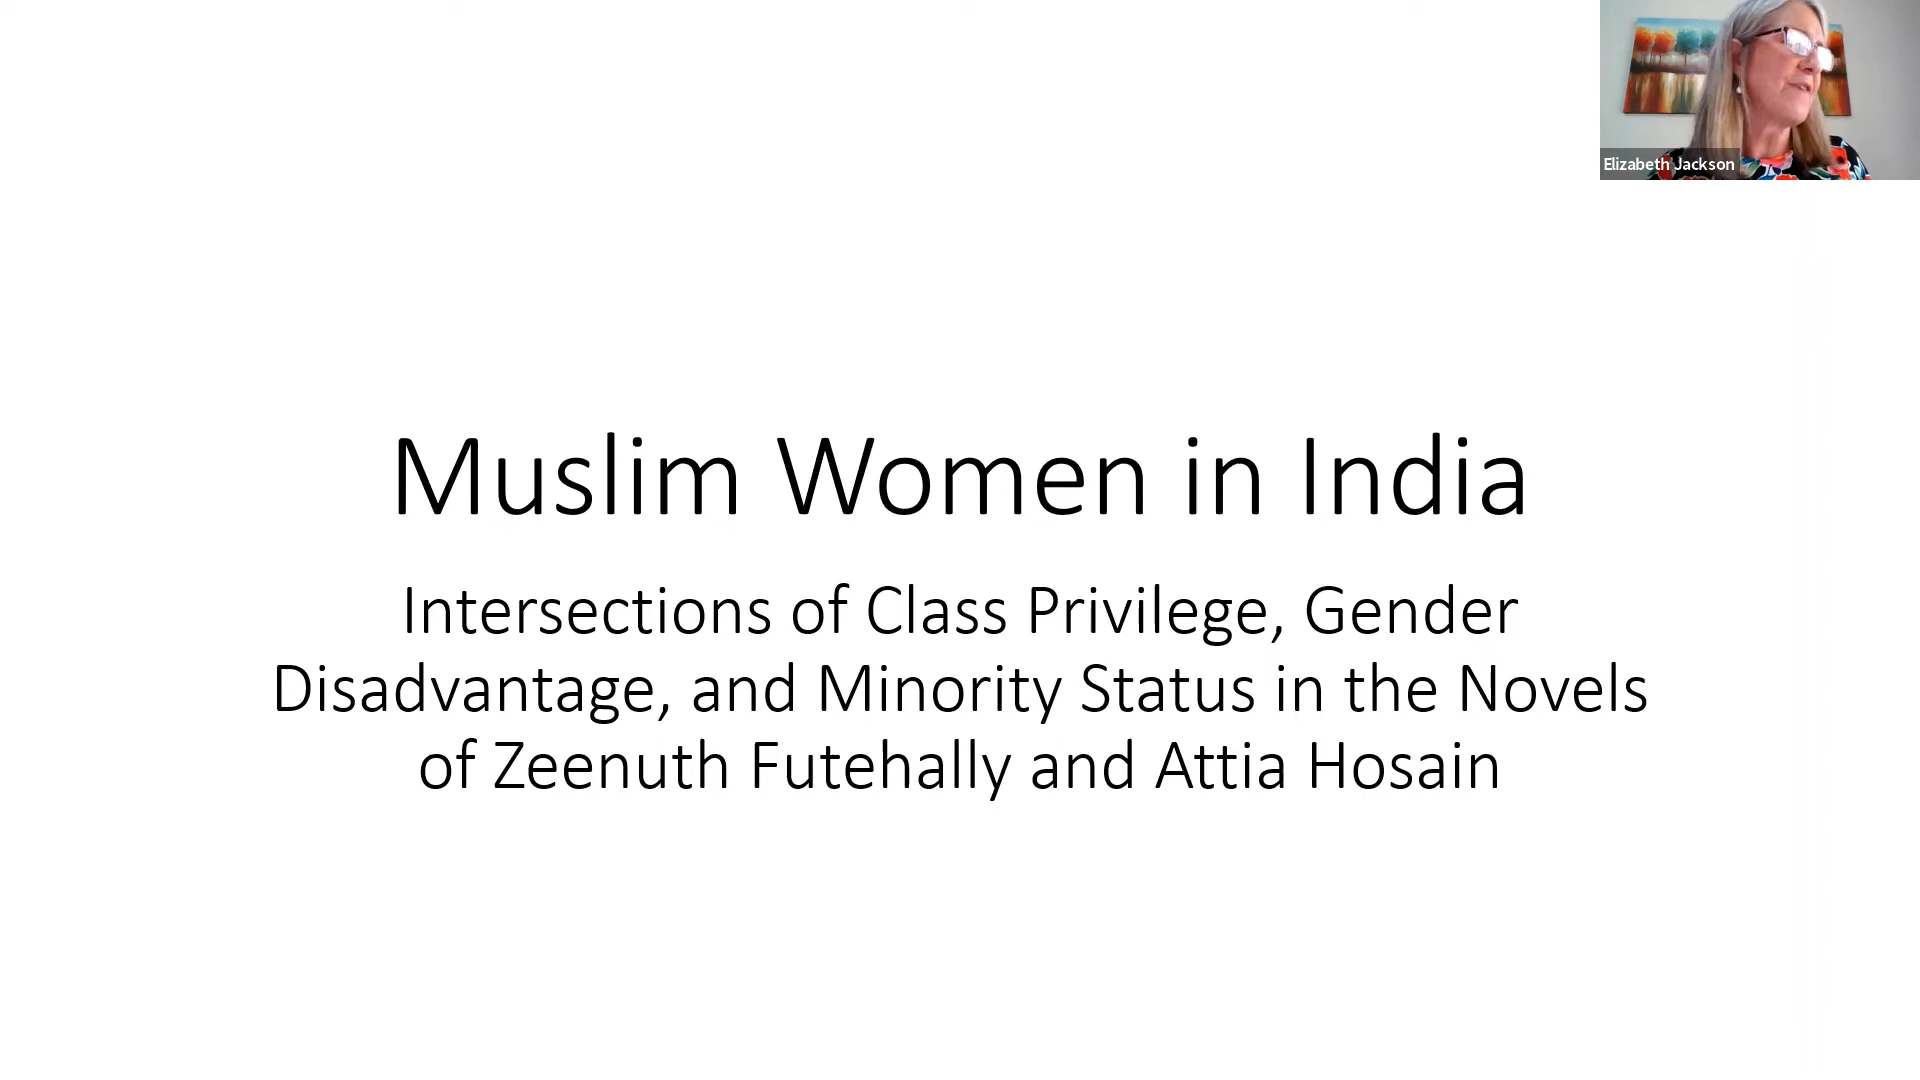 Elizabeth Jackson
Muslim Women in India
Intersections of Class Privilege, Gender
Disadvantage, and Minority Status in the Novels
of Zeenuth Futehally and Attia Hosain